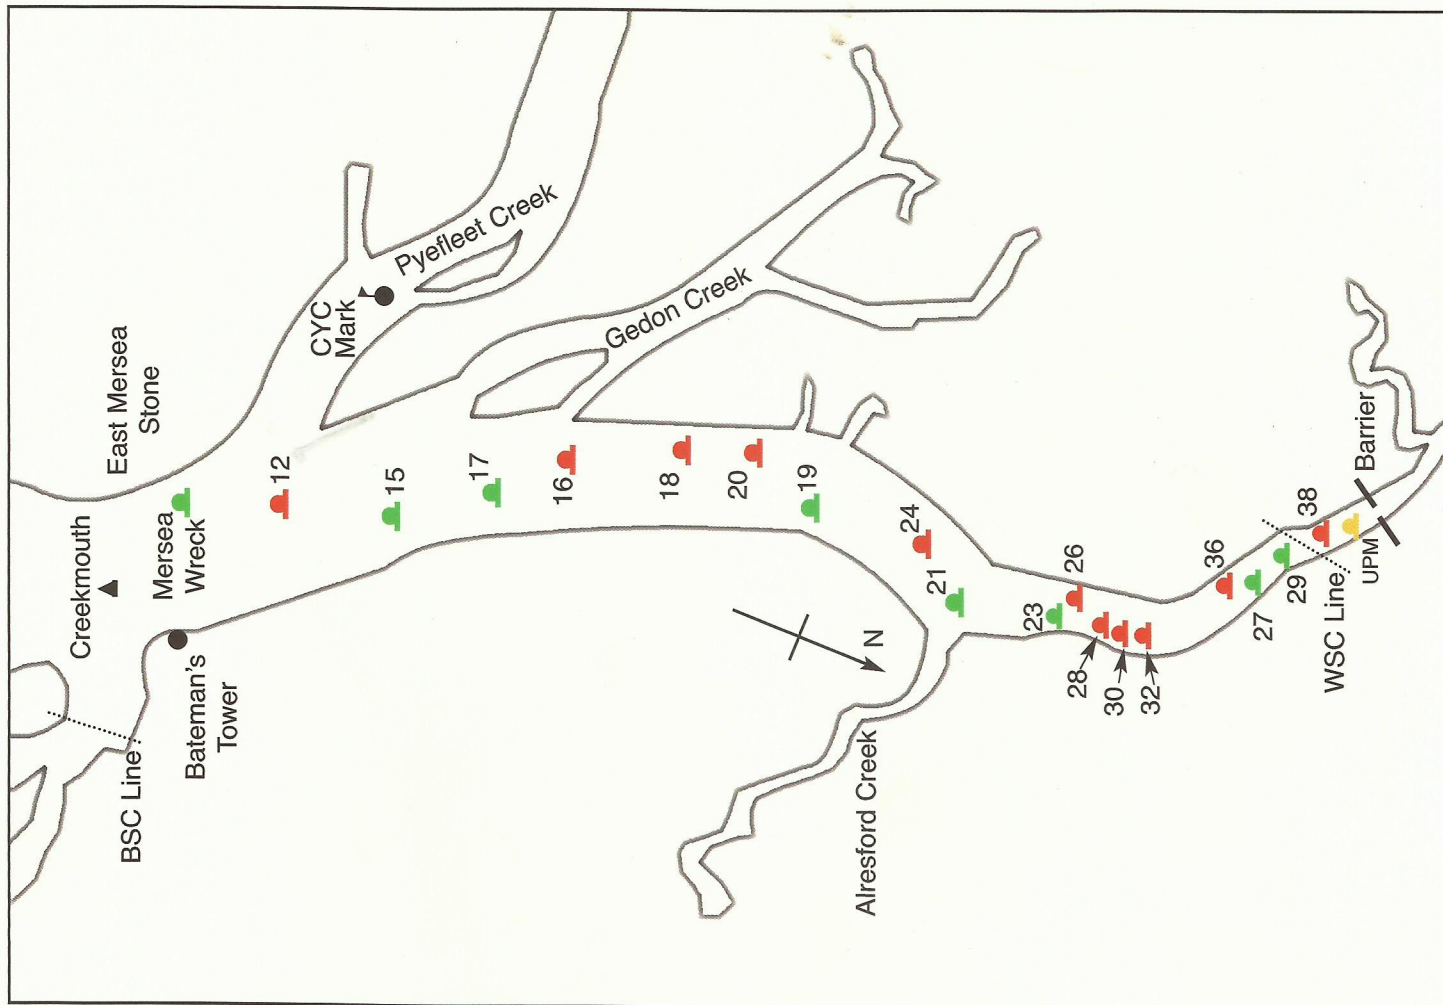 East Mersea
Stone
Creekmouth
Mersea
Wreck
Bateman's
Tower
BSC Line
12
CYC
Mark
Pyefleet Creek
15
17
Gedon Creek
16
18
20
19
24
21
N
Alresford Creek
26
23
28
30
32
36
27
29
38
WSC Line
UPM
Barrier